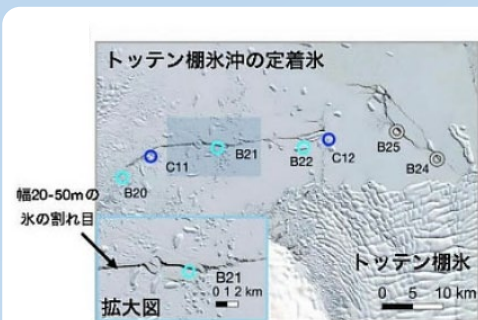 トッテン棚氷沖の定着氷
B25
B21
B22
C12
C11
B24
B20
幅20-50mの
氷の割れ目
B21
トッテン棚氷
0 1 2 km
0 5 10 km
拡大図